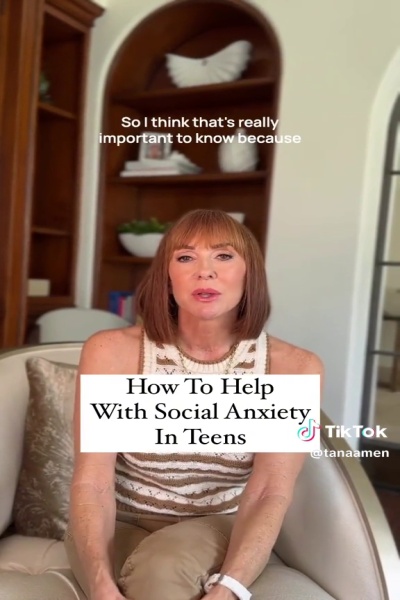 So I think that's really
important to know because
How To Help
With Social Anxiety
In Teens
TikTok
@tanaamen